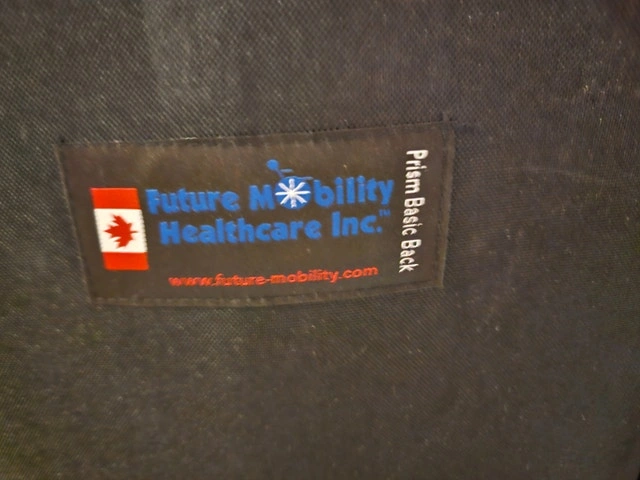 Future Mobility
Healthcare Inc.™
www.future-mobility.com
Prism Basic Back